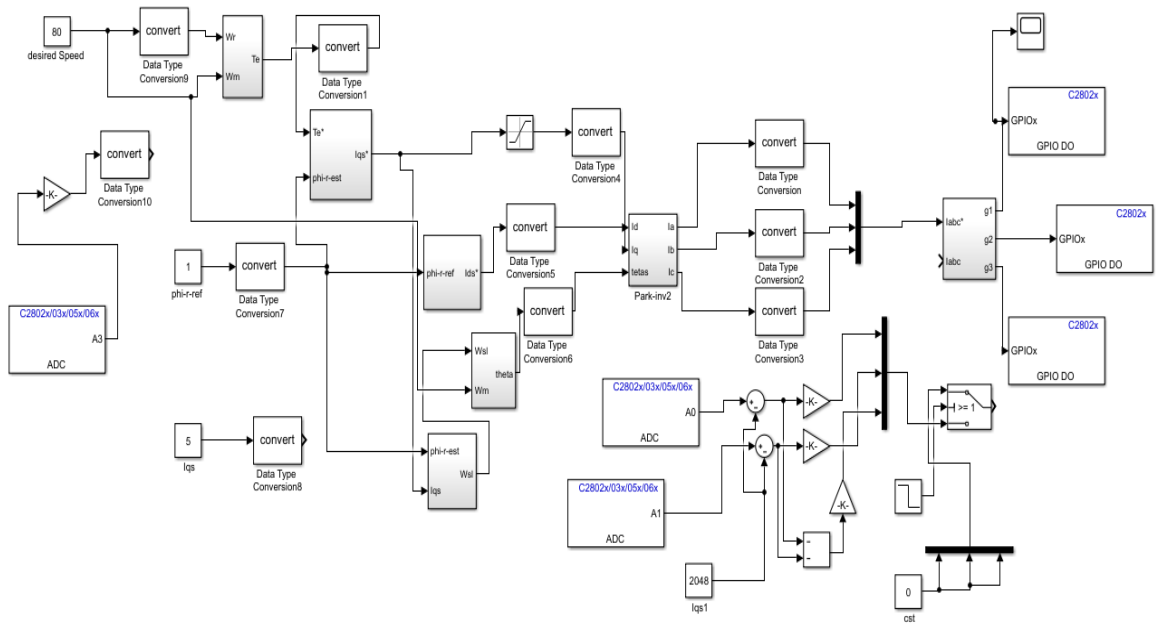 80
desired Speed
convert
Data Type
Conversion9
Wr
Wm
Te
convert
Data Type
Conversion1
C2802x
GPIOx
GPIO DO
-K-
convert
Data Type
Conversion10
Te*
phi-r-est
Iqs*
convert
Data Type
Conversion4
convert
Data Type
Conversion
1
phi-r-ref
convert
Data Type
Conversion7
phi-r-ref
Ids*
convert
Data Type
Conversion5
Id
Iq
tetas
Ia
Ib
Ic
Park-inv2
convert
Data Type
Conversion2
Iabc*
Iabc
g1
g2
g3
C2802x
GPIOx
GPIO DO
C2802x/03x/05x/06x
A3
ADC
Wsl
Wm
theta
convert
Data Type
Conversion6
convert
Data Type
Conversion3
C2802x
GPIOx
GPIO DO
5
Iqs
convert
Data Type
Conversion8
phi-r-est
Iqs
Wsl
C2802x/03x/05x/06x
A0
ADC
+
-
-K-
>= 1
C2802x/03x/05x/06x
A1
ADC
+
-
-K-
-K-
-
-
2048
Iqs1
0
cst